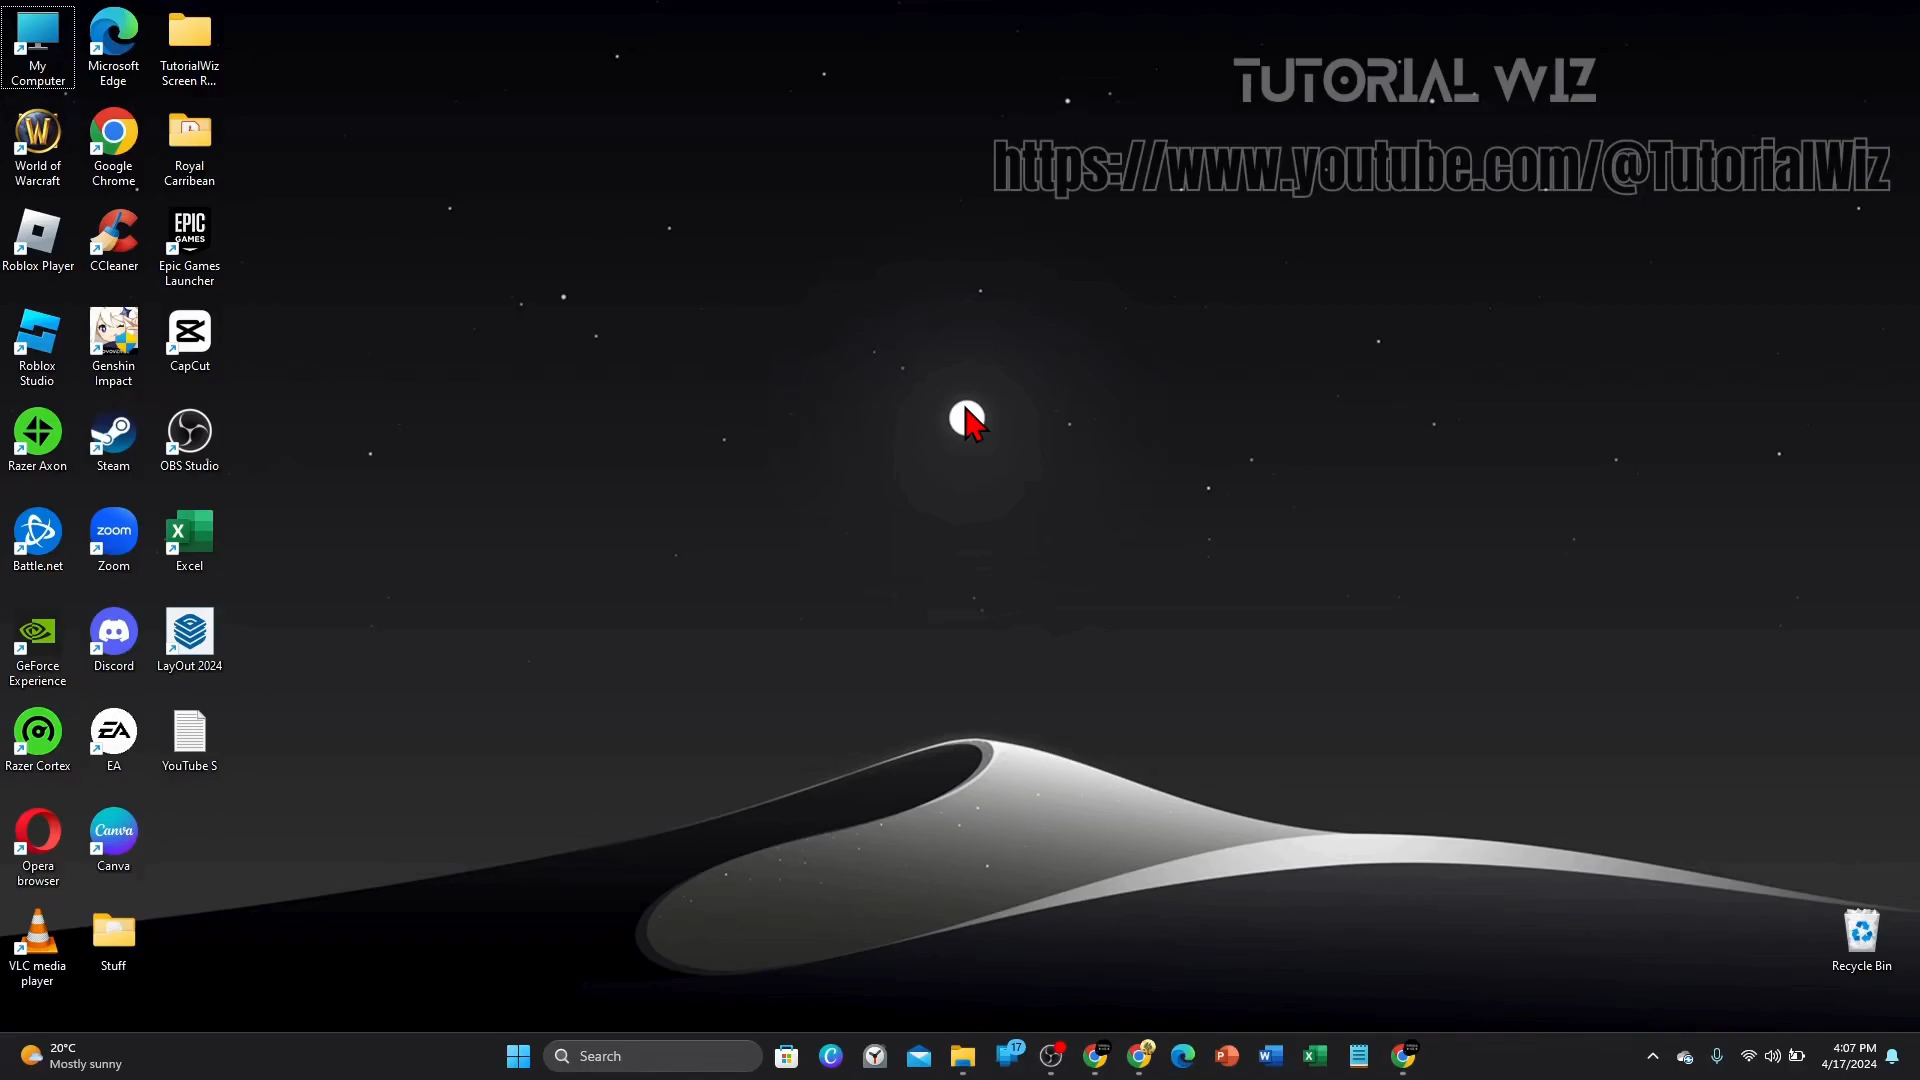 TUTORIAL WIZ
https://www.youtube.com/@TutorialWiz
My
Computer
Microsoft
Edge
TutorialWiz
Screen R...
World of
Warcraft
Google
Chrome
Royal
Carribean
Roblox Player
CCleaner
EPIC
GAMES
Epic Games
Launcher
Roblox
Studio
Genshin
Impact
CapCut
Razer Axon
Steam
OBS Studio
Battle.net
zoom
Zoom
Excel
GeForce
Experience
Discord
LayOut 2024
Razer Cortex
EA
EA
YouTube S
Opera
browser
Canva
Canva
VLC media
player
Stuff
Recycle Bin
20°C
Mostly sunny
Search
17
4:07 PM
4/17/2024